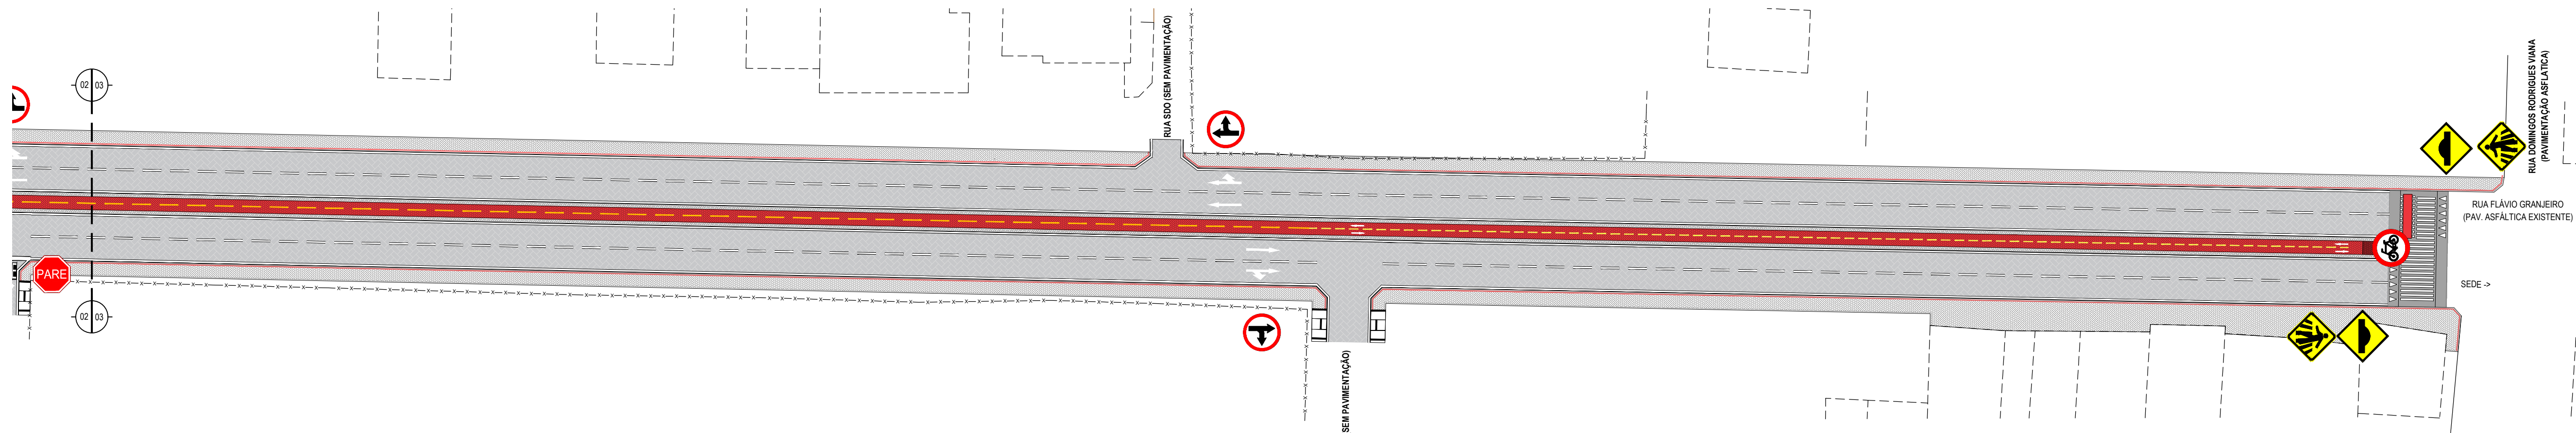 02 03
RUA SDO (SEM PAVIMENTAÇÃO)
RUA DOMINGOS RODRIGUES VIANA
(PAVIMENTAÇÃO ASFLATICA)
RUA FLÁVIO GRANJEIRO
(PAV. ASFÁLTICA EXISTENTE)
PARE
SEDE ->
02 03
SEM PAVIMENTAÇÃO)